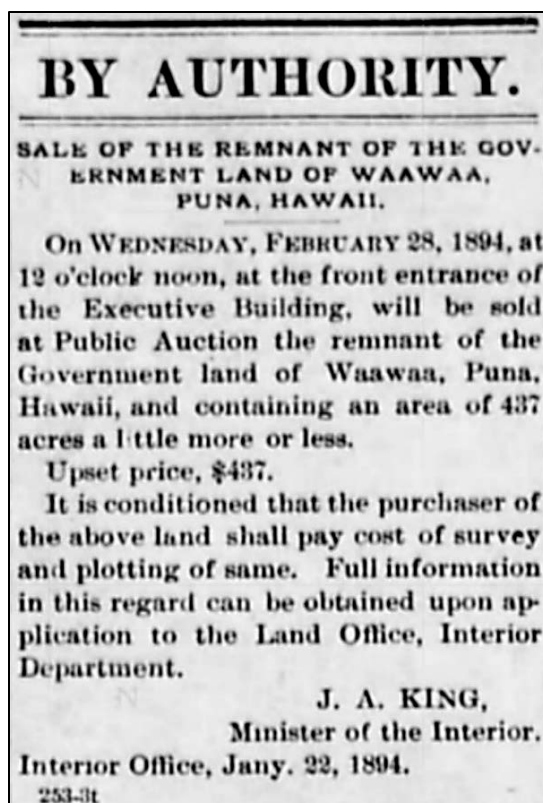 BY AUTHORITY.
SALE OF THE REMNANT OF THE GOV-
ERNMENT LAND OF WAAWAA,
PUNA, HAWAII.
On WEDNESDAY, FEBRUARY 28, 1894, at
12 o'clock noon, at the front entrance of
the Executive Building, will be sold
at Public Auction the remnant of the
Government land of Waawaa, Puna,
Hawaii, and containing an area of 437
acres a l ttle more or less.
Upset price, $437.
It is conditioned that the purchaser of
the above land shall pay cost of survey
and plotting of same. Full information
in this regard can be obtained upon ap-
plication to the Land Office, Interior
Department.
J. A. KING,
Minister of the Interior.
Interior Office, Jany. 22, 1894.
253-3t